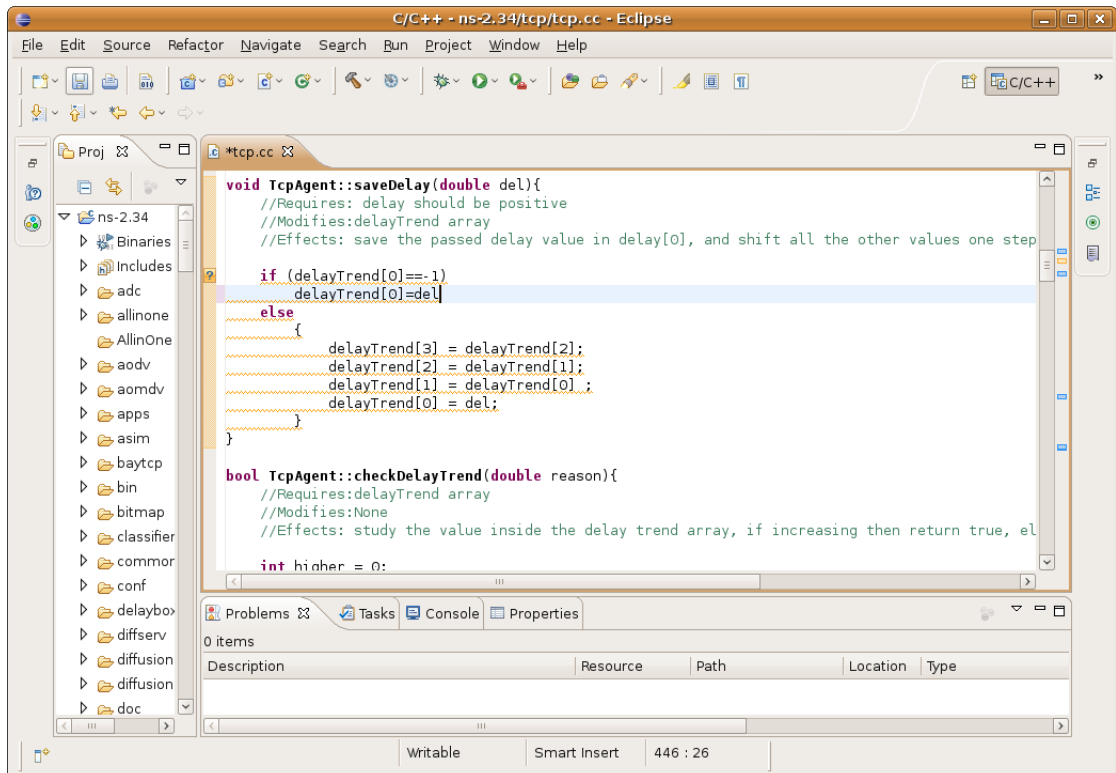 C/C++ - ns-2.34/tcp/tcp.cc - Eclipse
File Edit Source Refactor Navigate Search Run Project Window Help
C/C++ »
Proj
*tcp.cc
ns-2.34
Binaries
Includes
adc
allinone
AllinOne
aodv
aomdv
apps
asim
baytcp
bin
bitmap
classifier
common
conf
delaybox
diffserv
diffusion
diffusion
doc
void TcpAgent::saveDelay(double del){
//Requires: delay should be positive
//Modifies:delayTrend array
//Effects: save the passed delay value in delay[0], and shift all the other values one step
if (delayTrend[0]==-1)
delayTrend[0]=del
else
{
delayTrend[3] = delayTrend[2];
delayTrend[2] = delayTrend[1];
delayTrend[1] = delayTrend[0] ;
delayTrend[0] = del;
}
}
bool TcpAgent::checkDelayTrend(double reason){
//Requires:delayTrend array
//Modifies:None
//Effects: study the value inside the delay trend array, if increasing then return true, el
int higher = 0;
Problems Tasks Console Properties
0 items
Description Resource Path Location Type
Writable Smart Insert 446 : 26